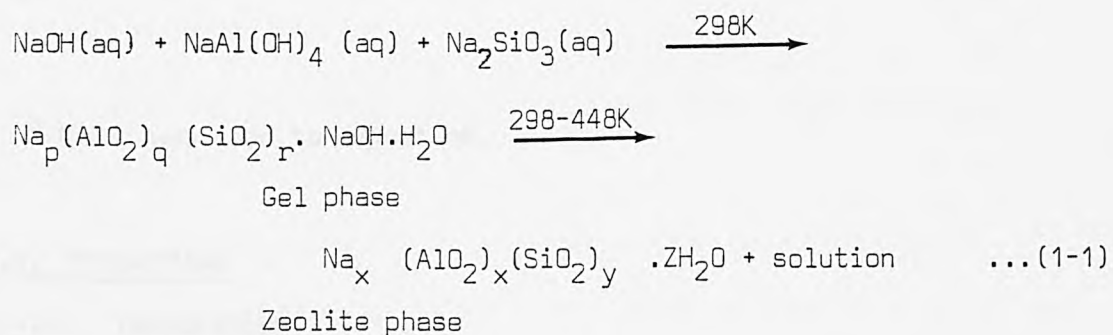 298K
NaOH(aq) + NaAl(OH)4 (aq) + Na2SiO3(aq)
298-448K
Nap(AlO2)q (SiO2)r. NaOH.H2O
Gel phase
Nax (AlO2)x(SiO2)y .ZH2O + solution ...(1-1)
Zeolite phase